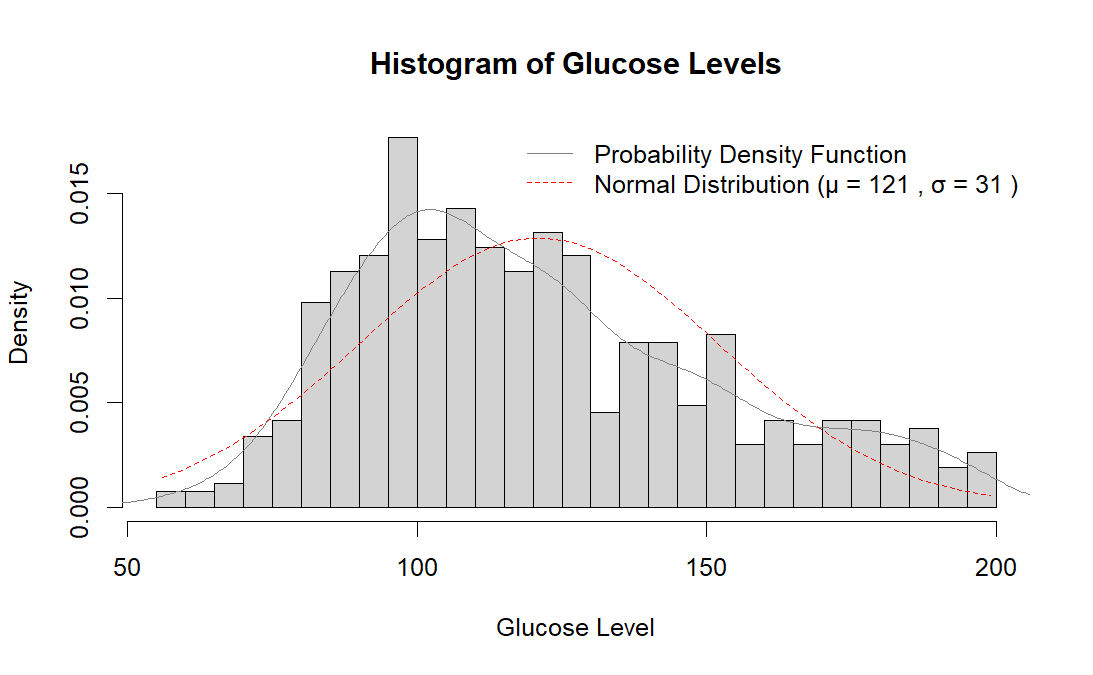 Histogram of Glucose Levels
Probability Density Function
Normal Distribution (μ = 121 , σ = 31 )
Density
0.015
0.010
0.005
0.000
50 100 150 200
Glucose Level